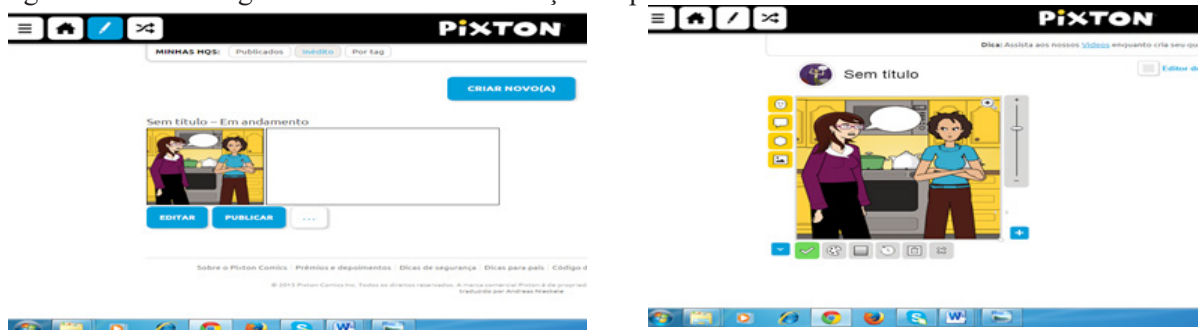 PiXTON
MINHAS HQS: Publicados Inédito Por tag
CRIAR NOVO(A)
Sem título – Em andamento
EDITAR PUBLICAR ...
Sobre o Pixton Comics Prêmios e depoimentos Dicas de segurança Dicas para pais Código d
© 2013 Pixton Comics Inc. Todos os direitos reservados. A marca comercial Pixton é de propried
traduzido por Andreas Nieskele
PiXTON
Dica: Assista aos nossos Vídeos enquanto cria seu qu
Sem título
Editor de